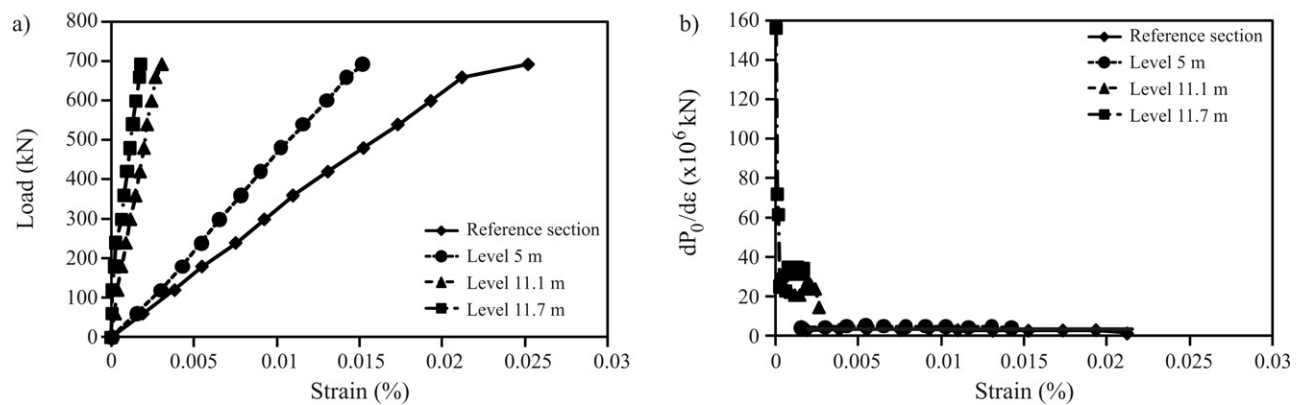 a)
800
700
600
500
400
300
200
100
0
Load (kN)
0 0.005 0.01 0.015 0.02 0.025 0.03
Strain (%)
Reference section
Level 5 m
Level 11.1 m
Level 11.7 m
b)
160
140
120
100
80
60
40
20
0
dP₀/dε (x10⁶ kN)
0 0.005 0.01 0.015 0.02 0.025 0.03
Strain (%)
Reference section
Level 5 m
Level 11.1 m
Level 11.7 m